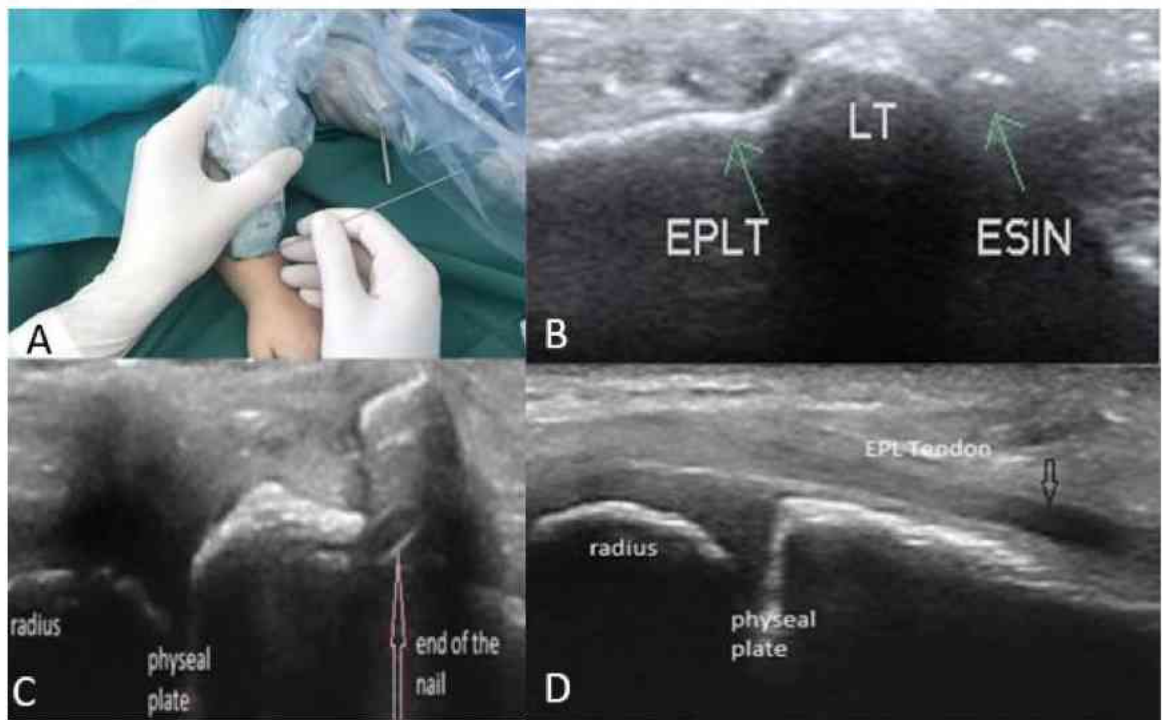 A
LT
EPLT
ESIN
B
radius
physeal
plate
end of the
nail
C
EPL Tendon
radius
physeal
plate
D